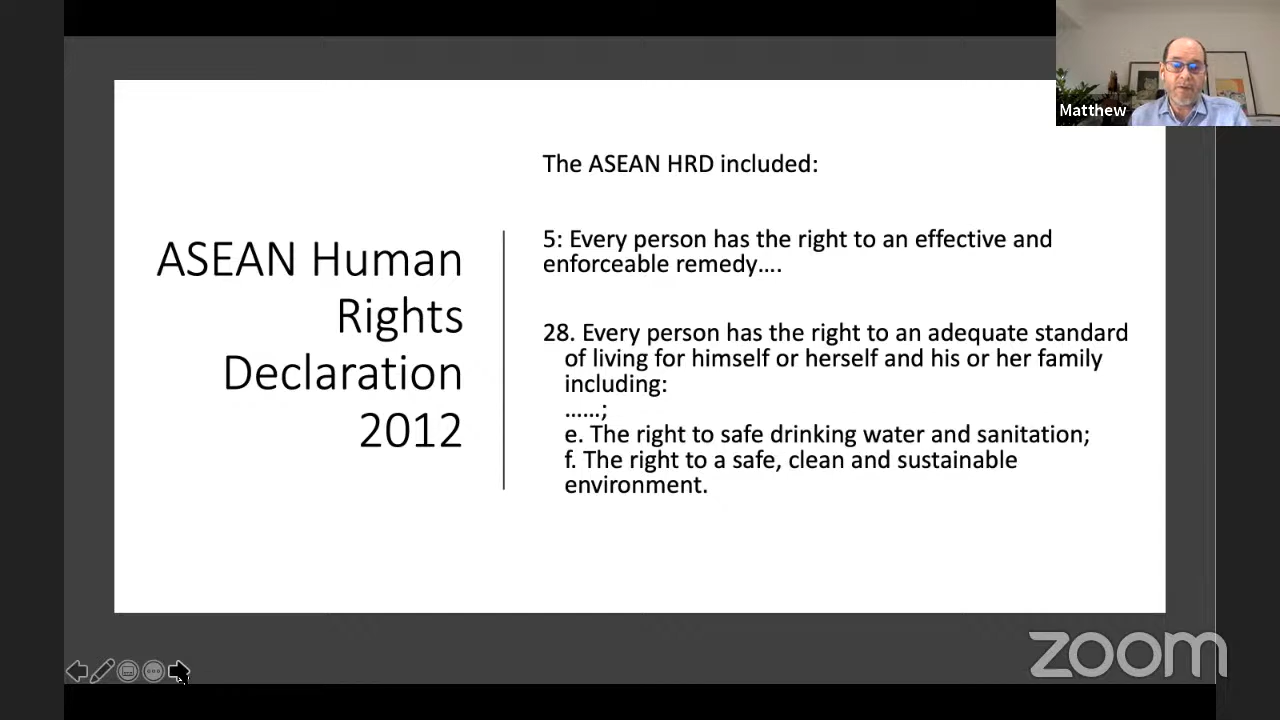 Matthew
ASEAN Human
Rights
Declaration
2012
The ASEAN HRD included:
5: Every person has the right to an effective and
enforceable remedy....
28. Every person has the right to an adequate standard
of living for himself or herself and his or her family
including:
......;
e. The right to safe drinking water and sanitation;
f. The right to a safe, clean and sustainable
environment.
zoom